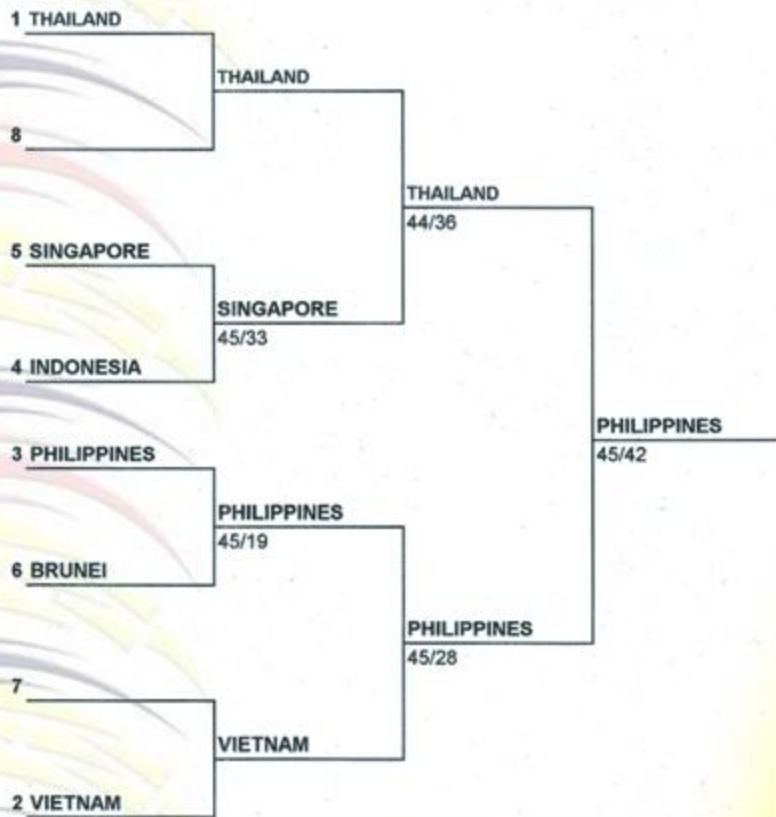 1 THAILAND
THAILAND
8
THAILAND
44/36
5 SINGAPORE
SINGAPORE
45/33
4 INDONESIA
PHILIPPINES
45/42
3 PHILIPPINES
PHILIPPINES
45/19
6 BRUNEI
PHILIPPINES
45/28
7
VIETNAM
2 VIETNAM